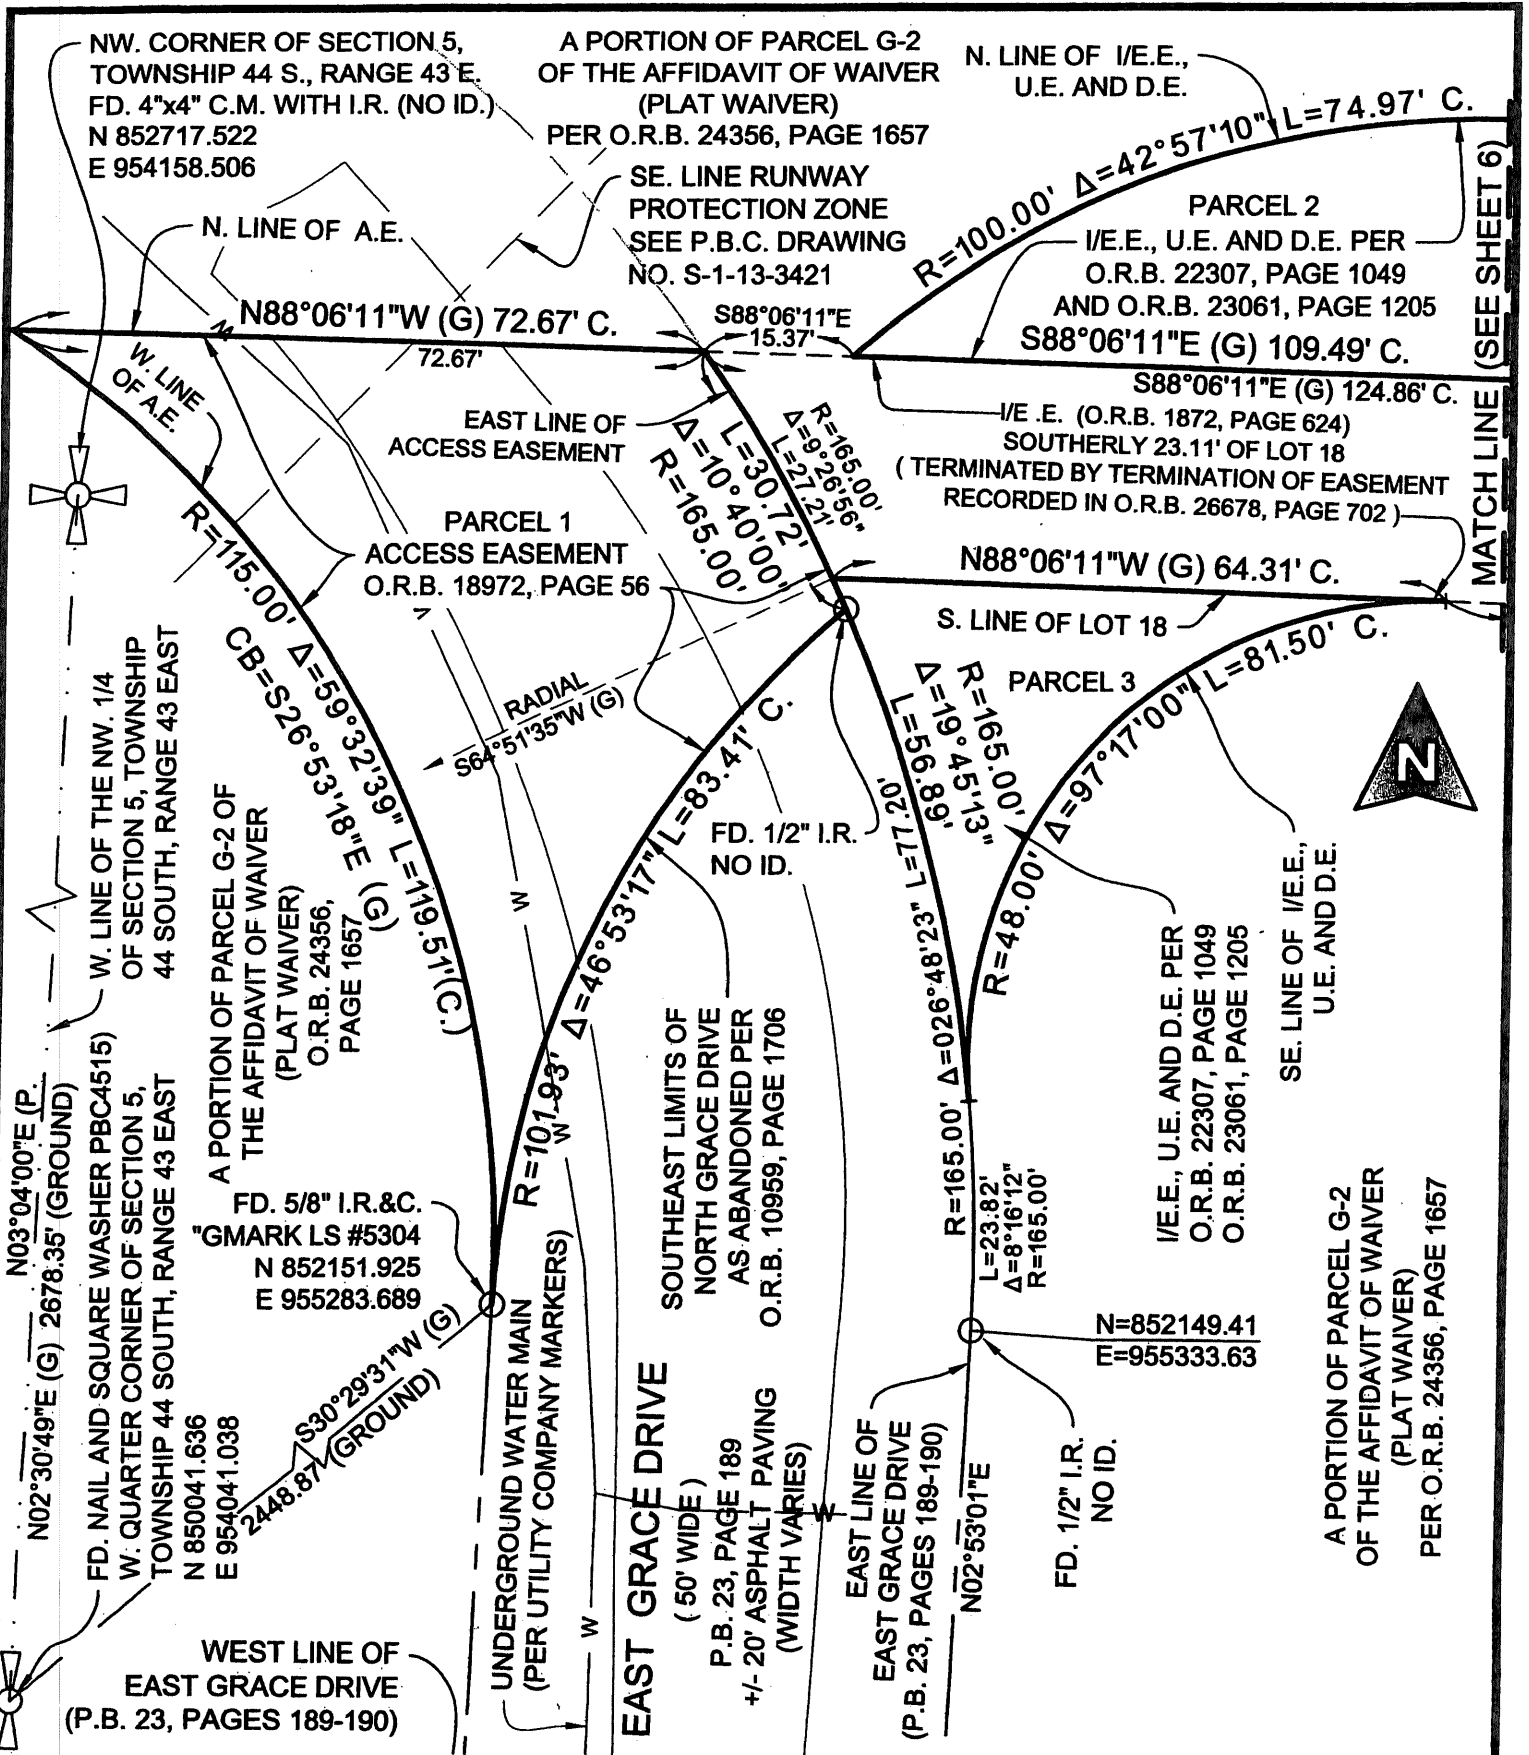 NW. CORNER OF SECTION 5,
TOWNSHIP 44 S., RANGE 43 E.
FD. 4"x4" C.M. WITH I.R. (NO ID.)
N 852717.522
E 954158.506
A PORTION OF PARCEL G-2
OF THE AFFIDAVIT OF WAIVER
(PLAT WAIVER)
PER O.R.B. 24356, PAGE 1657
N. LINE OF I/E.E.,
U.E. AND D.E.
R=100.00' Δ=42°57'10" L=74.97' C.
SE. LINE RUNWAY
PROTECTION ZONE
SEE P.B.C. DRAWING
NO. S-1-13-3421
N. LINE OF A.E.
PARCEL 2
I/E.E., U.E. AND D.E. PER
O.R.B. 22307, PAGE 1049
AND O.R.B. 23061, PAGE 1205
MATCH LINE (SEE SHEET 6)
N88°06'11"W (G) 72.67' C.
72.67'
S88°06'11"E
15.37'
S88°06'11"E (G) 109.49' C.
S88°06'11"E (G) 124.86' C.
W. LINE
OF A.E.
EAST LINE OF
ACCESS EASEMENT
L=30.72'
Δ=10°40'00"
R=165.00'
R=165.00'
Δ=9°26'56"
L=27.21'
I/E .E. (O.R.B. 1872, PAGE 624)
SOUTHERLY 23.11' OF LOT 18
( TERMINATED BY TERMINATION OF EASEMENT
RECORDED IN O.R.B. 26678, PAGE 702 )
PARCEL 1
ACCESS EASEMENT
O.R.B. 18972, PAGE 56
N88°06'11"W (G) 64.31' C.
S. LINE OF LOT 18
R=115.00' Δ=59°32'39" L=119.51'(C.)
CB=S26°53'18"E (G)
RADIAL
S64°51'35"W (G)
PARCEL 3
R=48.00' Δ=97°17'00" L=81.50' C.
R=165.00'
Δ=19°45'13"
L=56.89'
N
W. LINE OF THE NW. 1/4
OF SECTION 5, TOWNSHIP
44 SOUTH, RANGE 43 EAST
A PORTION OF PARCEL G-2 OF
THE AFFIDAVIT OF WAIVER
(PLAT WAIVER)
O.R.B. 24356,
PAGE 1657
R=101.93' Δ=46°53'17" L=83.41' C.
FD. 1/2" I.R.
NO ID.
R=165.00' Δ=026°48'23" L=77.20'
SE. LINE OF I/E.E.,
U.E. AND D.E.
I/E.E., U.E. AND D.E. PER
O.R.B. 22307, PAGE 1049
O.R.B. 23061, PAGE 1205
SOUTHEAST LIMITS OF
NORTH GRACE DRIVE
AS ABANDONED PER
O.R.B. 10959, PAGE 1706
N03°04'00"E (P.
N02°30'49"E (G) 2678.35' (GROUND)
FD. NAIL AND SQUARE WASHER PBC4515)
W. QUARTER CORNER OF SECTION 5,
TOWNSHIP 44 SOUTH, RANGE 43 EAST
N 850041.636
E 954041.038
FD. 5/8" I.R.&C.
"GMARK LS #5304
N 852151.925
E 955283.689
S30°29'31"W (G)
2448.87' (GROUND)
L=23.82'
Δ=8°16'12"
R=165.00'
N=852149.41
E=955333.63
FD. 1/2" I.R.
NO ID.
A PORTION OF PARCEL G-2
OF THE AFFIDAVIT OF WAIVER
(PLAT WAIVER)
PER O.R.B. 24356, PAGE 1657
UNDERGROUND WATER MAIN
(PER UTILITY COMPANY MARKERS)
W
W
W
W
EAST GRACE DRIVE
( 50' WIDE )
P.B. 23, PAGE 189
+/- 20' ASPHALT PAVING
(WIDTH VARIES)
EAST LINE OF
EAST GRACE DRIVE
(P.B. 23, PAGES 189-190)
N02°53'01"E
WEST LINE OF
EAST GRACE DRIVE
(P.B. 23, PAGES 189-190)